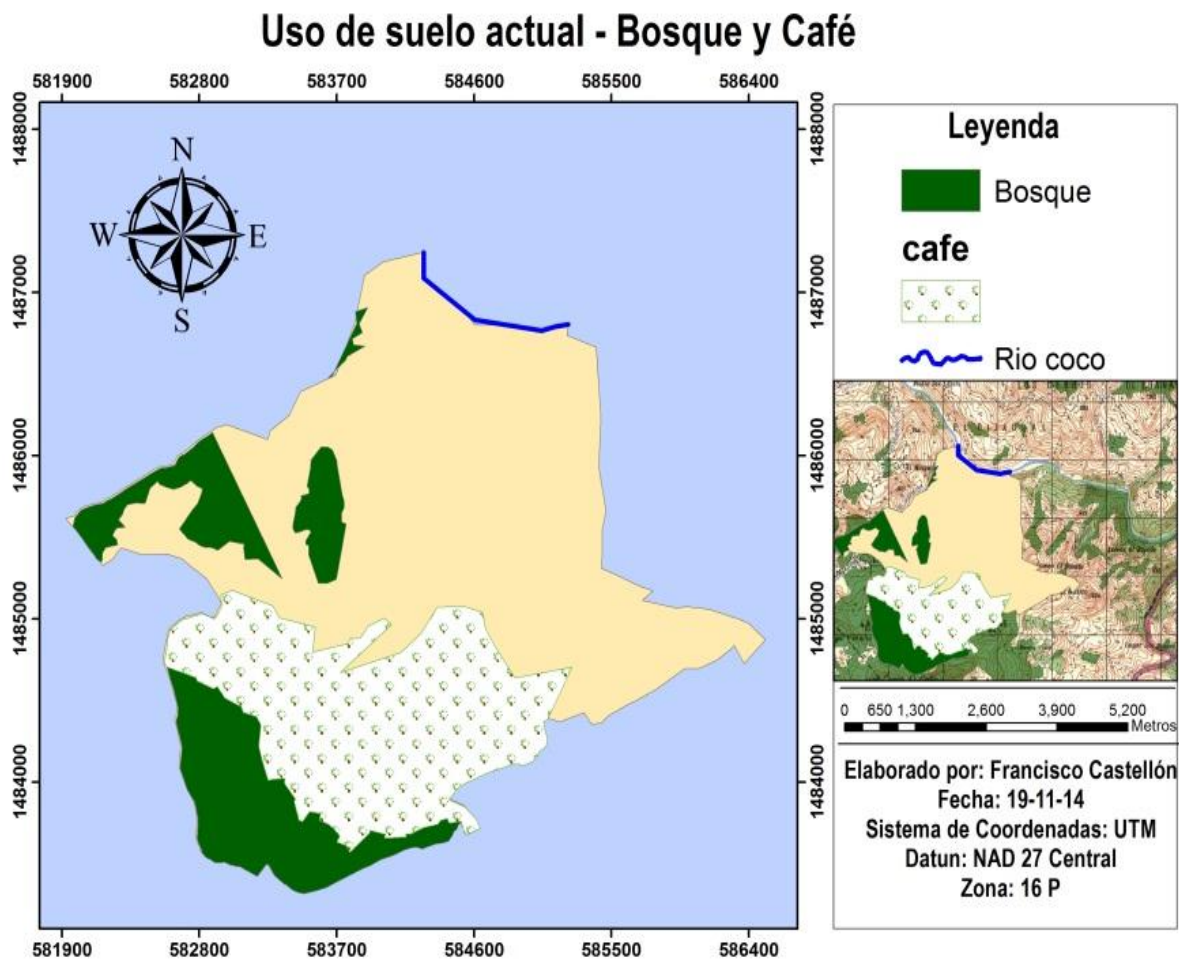 Uso de suelo actual - Bosque y Café
581900 582800 583700 584600 585500 586400
1488000
1487000
1486000
1485000
1484000
N
W E
S
1488000
1487000
1486000
1485000
1484000
581900 582800 583700 584600 585500 586400
Leyenda
Bosque
cafe
Rio coco
0 650 1,300 2,600 3,900 5,200
Metros
Elaborado por: Francisco Castellón
Fecha: 19-11-14
Sistema de Coordenadas: UTM
Datun: NAD 27 Central
Zona: 16 P